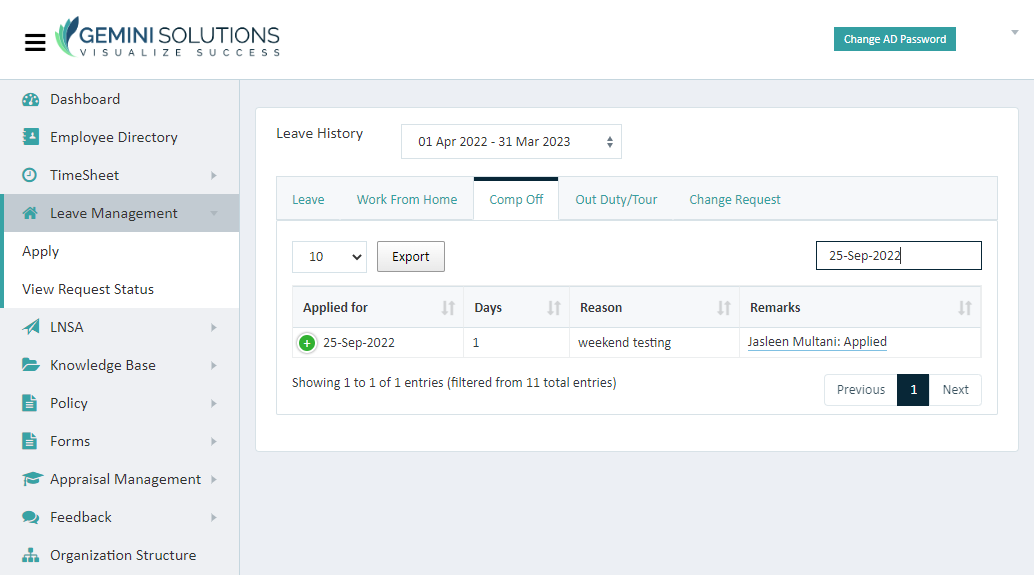 GEMINI SOLUTIONS
VISUALIZE SUCCESS
Change AD Password
Dashboard
Employee Directory
TimeSheet
Leave Management
Apply
View Request Status
LNSA
Knowledge Base
Policy
Forms
Appraisal Management
Feedback
Organization Structure
Leave History
01 Apr 2022 - 31 Mar 2023
Leave Work From Home Comp Off Out Duty/Tour Change Request
10 Export 25-Sep-2022
Applied for Days Reason Remarks
25-Sep-2022 1 weekend testing Jasleen Multani: Applied
Showing 1 to 1 of 1 entries (filtered from 11 total entries)
Previous 1 Next